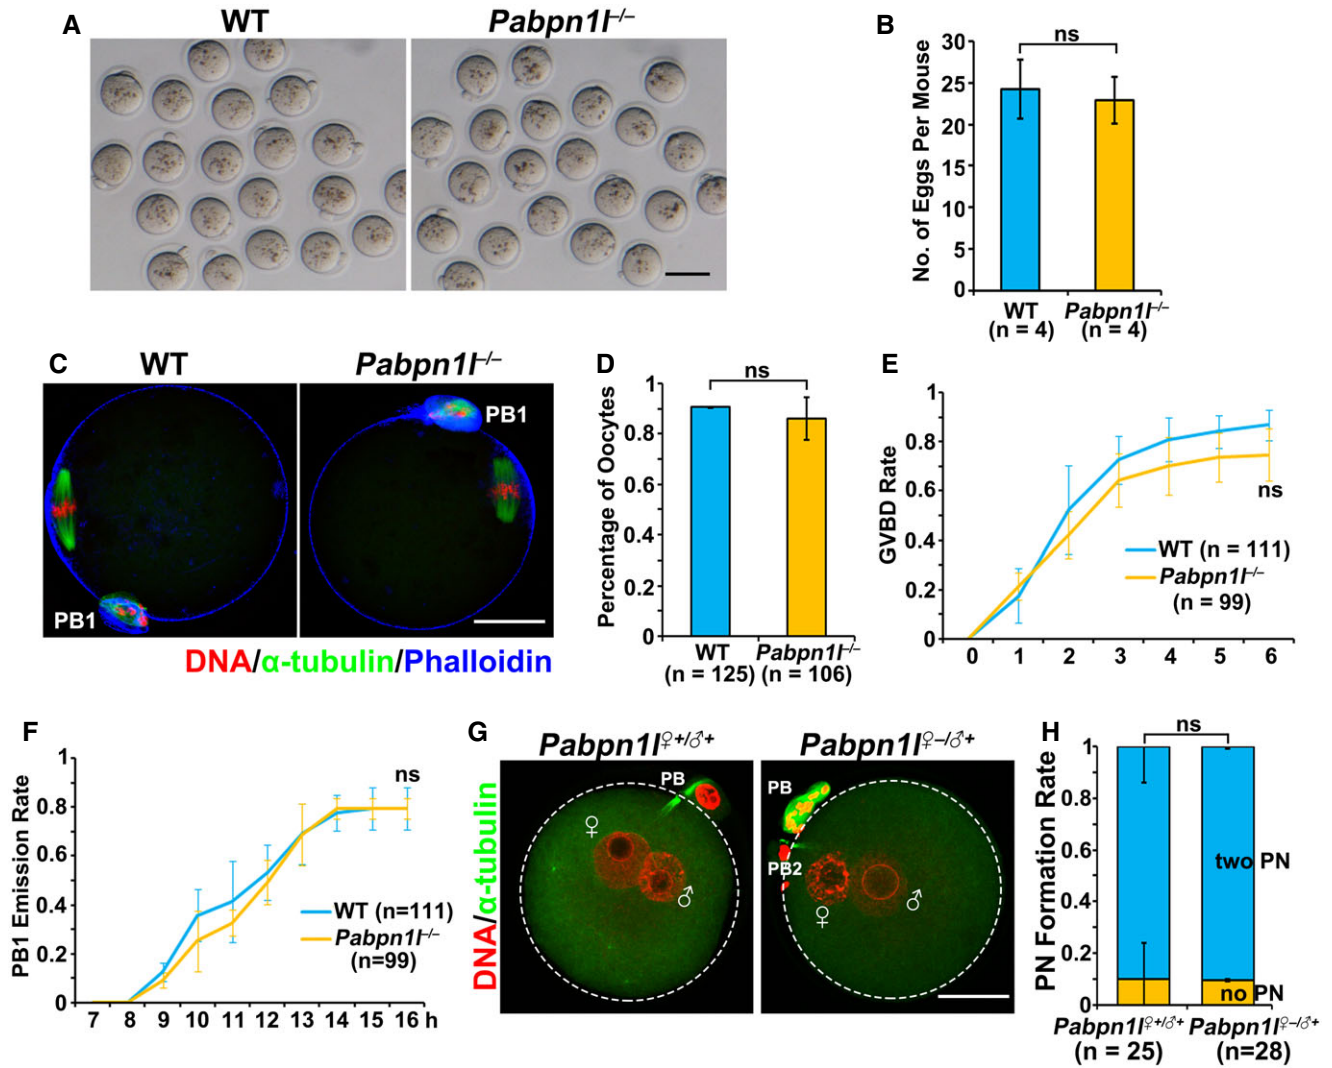 A
WT
Pabpn1l–/–
B
No. of Eggs Per Mouse
30
25
20
15
10
5
0
ns
WT
(n = 4)
Pabpn1l–/–
(n = 4)
C
WT
Pabpn1l–/–
PB1
PB1
DNA/α-tubulin/Phalloidin
D
Percentage of Oocytes
1
0.8
0.6
0.4
0.2
0
ns
WT
(n = 125)
Pabpn1l–/–
(n = 106)
E
GVBD Rate
1
0.8
0.6
0.4
0.2
0
ns
WT (n = 111)
Pabpn1l–/–
(n = 99)
0 1 2 3 4 5 6
F
PB1 Emission Rate
1
0.8
0.6
0.4
0.2
0
ns
WT (n=111)
Pabpn1l–/–
(n=99)
7 8 9 10 11 12 13 14 15 16 h
G
Pabpn1l♀+/♂+
Pabpn1l♀–/♂+
DNA/α-tubulin
PB
♀
♂
PB
PB2
♀
♂
H
PN Formation Rate
1
0.8
0.6
0.4
0.2
0
ns
two PN
no PN
Pabpn1l♀+/♂+
(n = 25)
Pabpn1l♀–/♂+
(n=28)